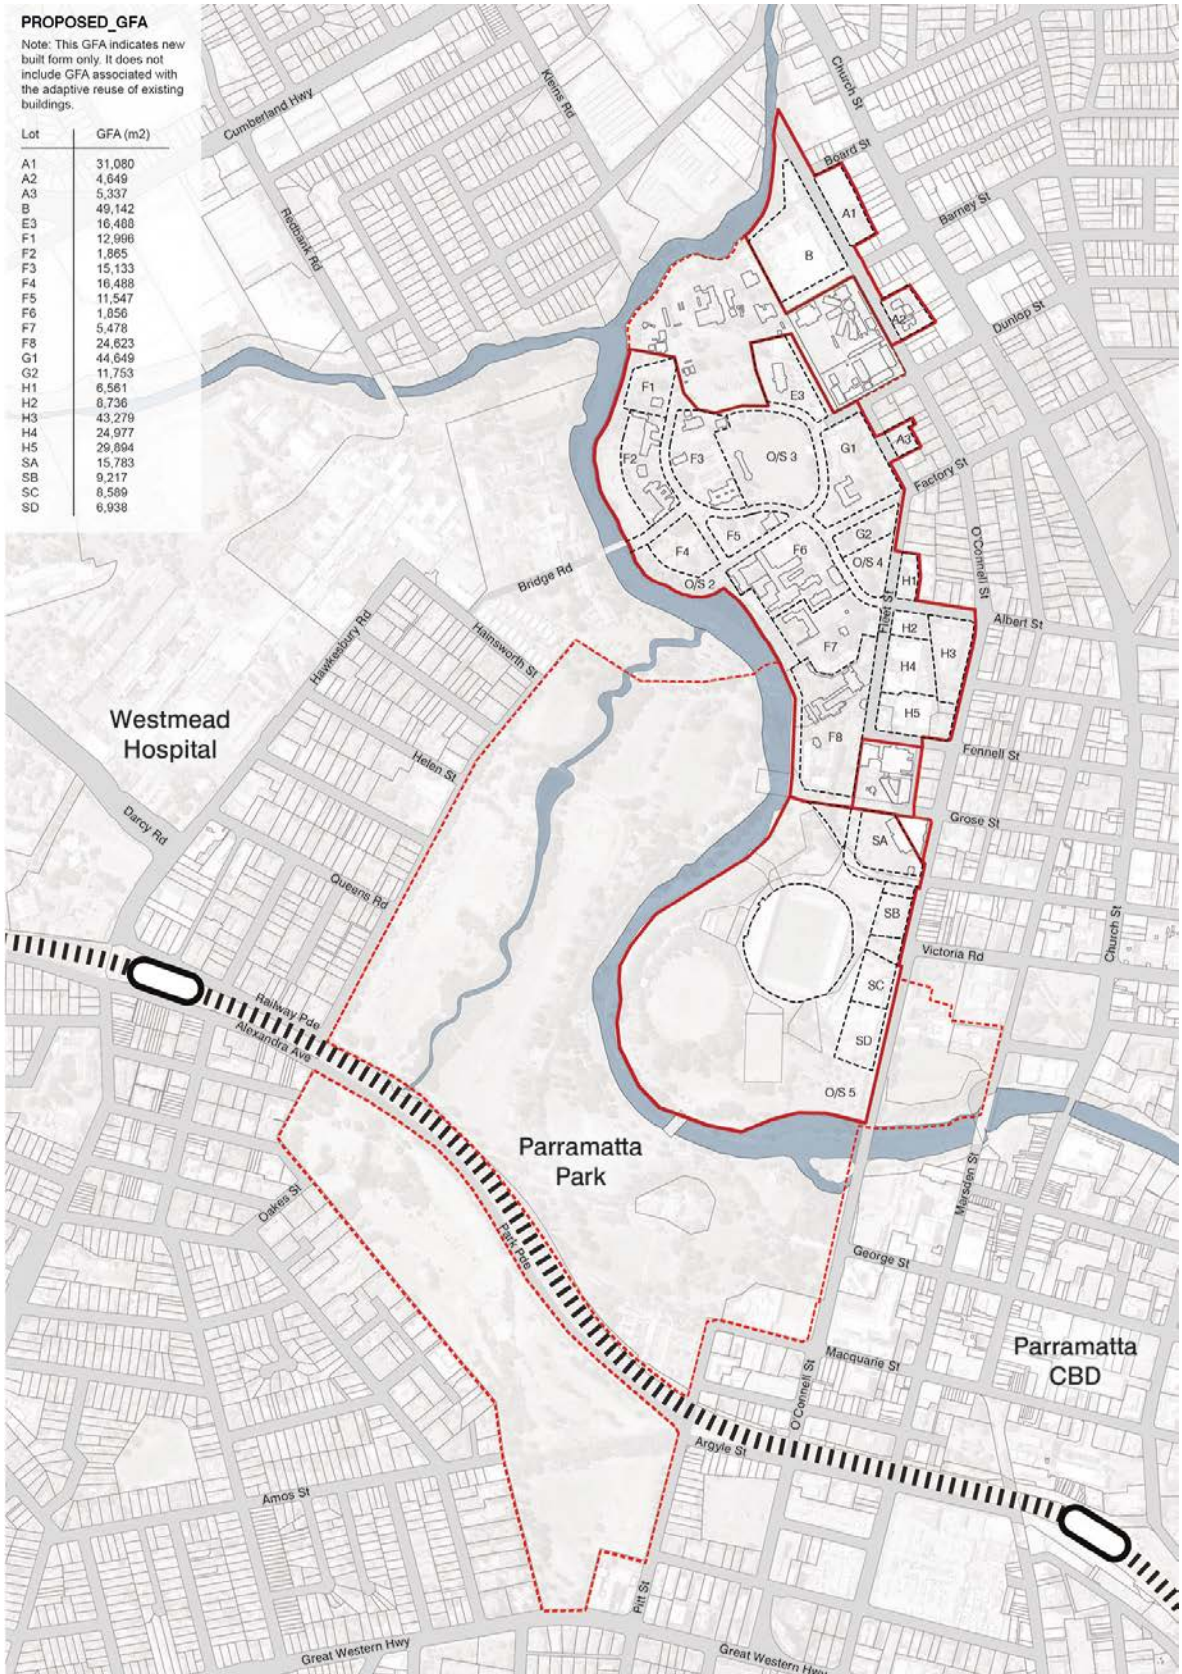 PROPOSED_GFA
Note: This GFA indicates new
built form only. It does not
include GFA associated with
the adaptive reuse of existing
buildings.
Lot GFA (m2)
A1 31,080
A2 4,649
A3 5,337
B 49,142
E3 16,468
F1 12,996
F2 1,865
F3 15,133
F4 16,488
F5 11,547
F6 1,856
F7 5,478
F8 24,623
G1 44,649
G2 11,753
H1 6,561
H2 8,736
H3 43,279
H4 24,977
H5 29,894
SA 15,783
SB 9,217
SC 8,589
SD 6,938
Cumberland Hwy
Kleins Rd
Church St
Redbank Rd
Board St
Barney St
Dunlop St
A1
B
A2
E3
F1
A3
G1
F2
F3
O/S 3
Factory St
F5
F4
F6
G2
O/S 4
O/S 2
O'Connell St
Bridge Rd
H1
Fleet St
Albert St
H2
H3
F7
H4
H5
F8
Fennell St
Hawkesbury Rd
Hainsworth St
Westmead
Hospital
Helen St
Darcy Rd
Queens Rd
Grose St
SA
SB
Victoria Rd
Church St
SC
SD
O/S 5
Railway Pde
Alexandra Ave
Parramatta
Park
Marsden St
Oakes St
Park Pde
George St
Macquarie St
Parramatta
CBD
O'Connell St
Argyle St
Amos St
Pitt St
Great Western Hwy
Great Western Hwy